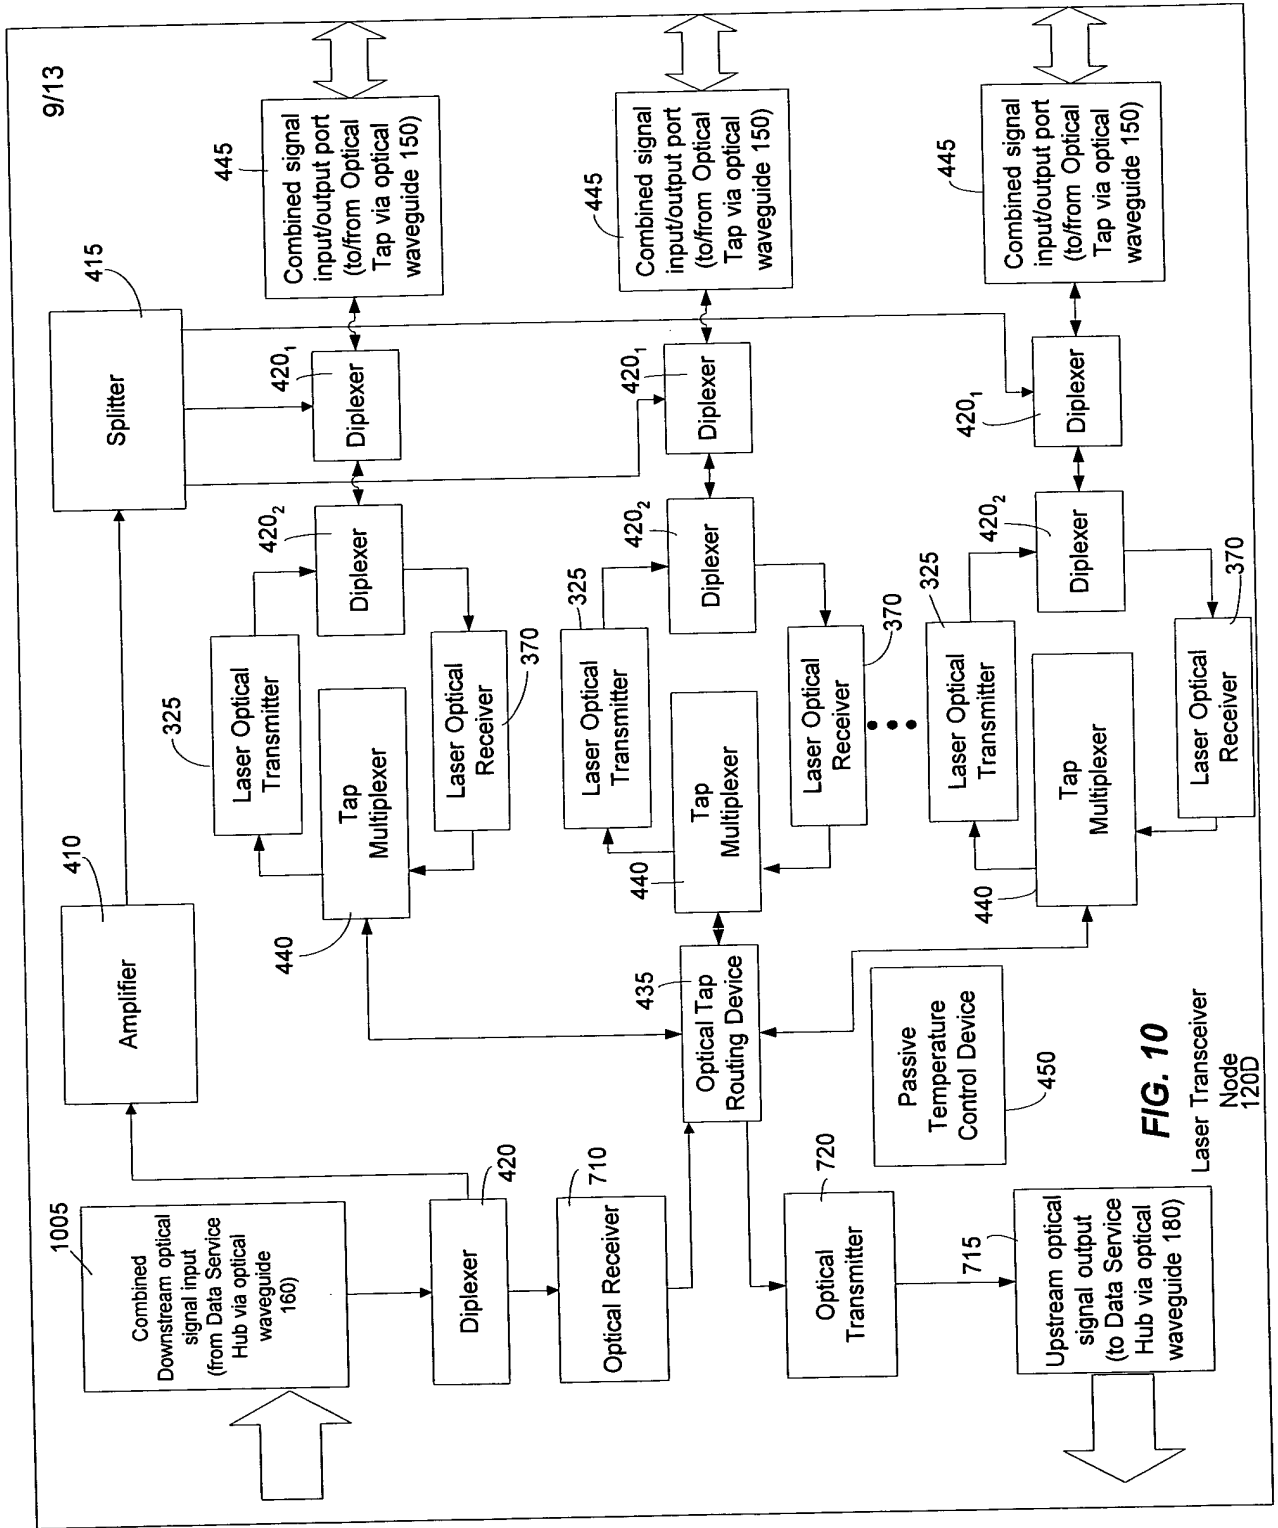 9/13
1005
Combined
Downstream optical
signal input
(from Data Service
Hub via optical
waveguide
160)
Amplifier
410
Splitter
415
Diplexer
420
Optical Receiver
710
Optical
Transmitter
720
Upstream optical
signal output
(to Data Service
Hub via optical
waveguide 180)
715
Optical Tap
Routing Device
435
Passive
Temperature
Control Device
450
Tap
Multiplexer
440
Laser Optical
Transmitter
325
Laser Optical
Receiver
370
Diplexer
420₂
Diplexer
420₁
Combined signal
input/output port
(to/from Optical
Tap via optical
waveguide 150)
445
Tap
Multiplexer
440
Laser Optical
Transmitter
325
Laser Optical
Receiver
370
Diplexer
420₂
Diplexer
420₁
Combined signal
input/output port
(to/from Optical
Tap via optical
waveguide 150)
445
Tap
Multiplexer
440
Laser Optical
Transmitter
325
Laser Optical
Receiver
370
Diplexer
420₂
Diplexer
420₁
Combined signal
input/output port
(to/from Optical
Tap via optical
waveguide 150)
445
FIG. 10
Laser Transceiver
Node
120D